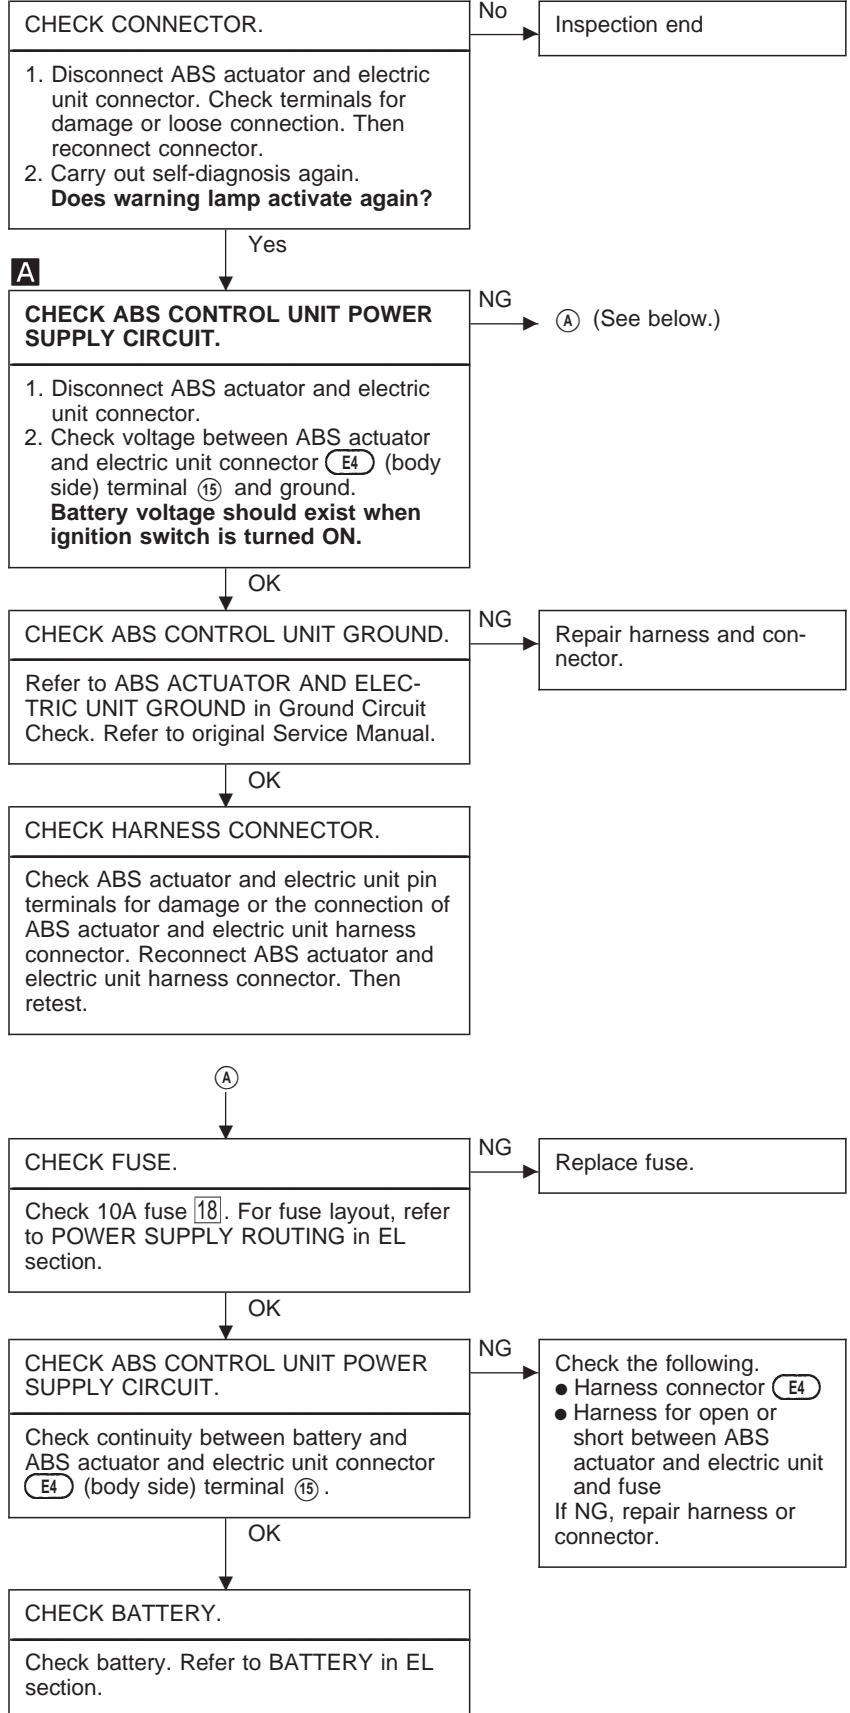 CHECK CONNECTOR.
No
Inspection end
1. Disconnect ABS actuator and electric
unit connector. Check terminals for
damage or loose connection. Then
reconnect connector.
2. Carry out self-diagnosis again.
Does warning lamp activate again?
Yes
A
CHECK ABS CONTROL UNIT POWER
SUPPLY CIRCUIT.
NG
A (See below.)
1. Disconnect ABS actuator and electric
unit connector.
2. Check voltage between ABS actuator
and electric unit connector E4 (body
side) terminal 15 and ground.
Battery voltage should exist when
ignition switch is turned ON.
OK
CHECK ABS CONTROL UNIT GROUND.
NG
Repair harness and con-
nector.
Refer to ABS ACTUATOR AND ELEC-
TRIC UNIT GROUND in Ground Circuit
Check. Refer to original Service Manual.
OK
CHECK HARNESS CONNECTOR.
Check ABS actuator and electric unit pin
terminals for damage or the connection of
ABS actuator and electric unit harness
connector. Reconnect ABS actuator and
electric unit harness connector. Then
retest.
A
CHECK FUSE.
NG
Replace fuse.
Check 10A fuse 18. For fuse layout, refer
to POWER SUPPLY ROUTING in EL
section.
OK
CHECK ABS CONTROL UNIT POWER
SUPPLY CIRCUIT.
NG
Check the following.
● Harness connector E4
● Harness for open or
short between ABS
actuator and electric unit
and fuse
If NG, repair harness or
connector.
Check continuity between battery and
ABS actuator and electric unit connector
E4 (body side) terminal 15.
OK
CHECK BATTERY.
Check battery. Refer to BATTERY in EL
section.